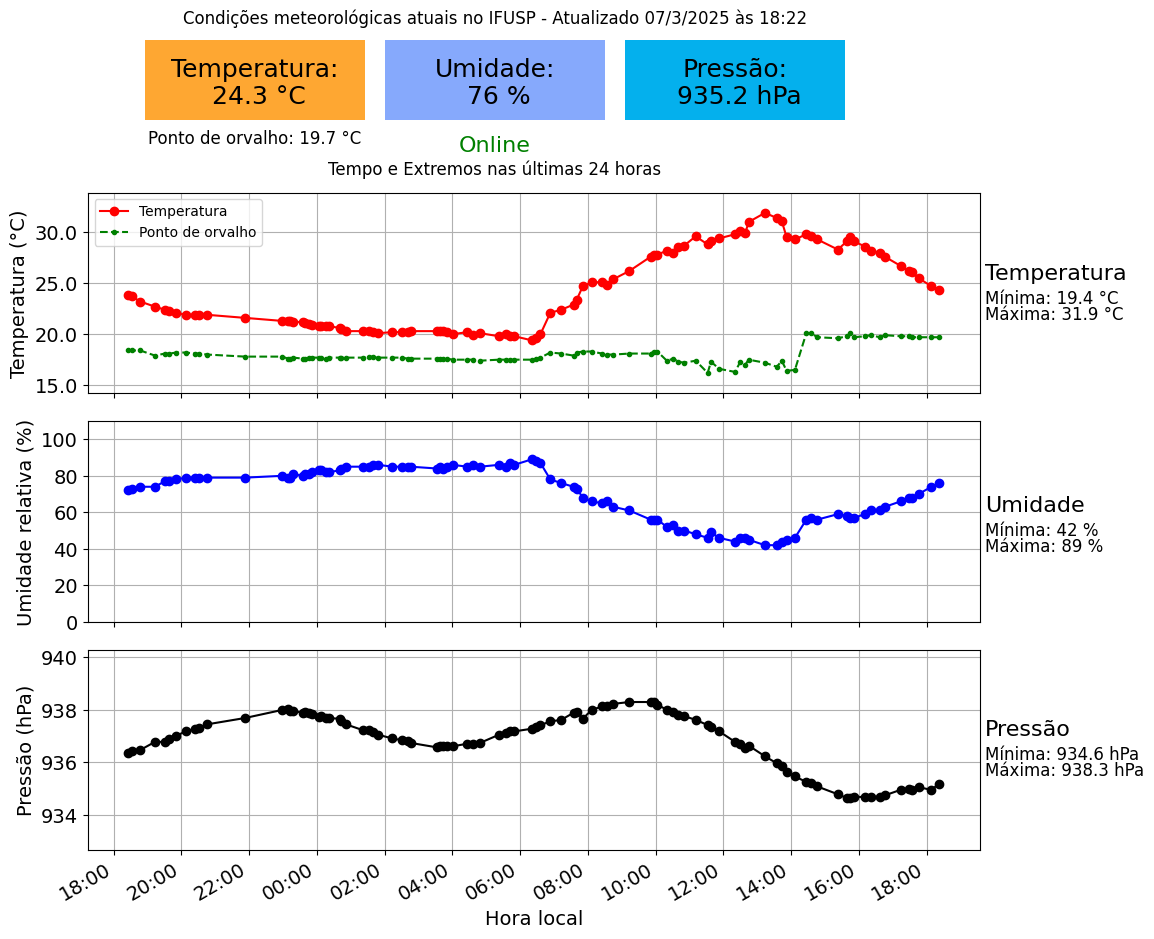 Condições meteorológicas atuais no IFUSP - Atualizado 07/3/2025 às 18:22
Temperatura:
24.3 °C
Umidade:
76 %
Pressão:
935.2 hPa
Ponto de orvalho: 19.7 °C
Online
Tempo e Extremos nas últimas 24 horas
Temperatura (°C)
30.0
25.0
20.0
15.0
Temperatura
Ponto de orvalho
Temperatura
Mínima: 19.4 °C
Máxima: 31.9 °C
Umidade relativa (%)
100
80
60
40
20
0
Umidade
Mínima: 42 %
Máxima: 89 %
Pressão (hPa)
940
938
936
934
Pressão
Mínima: 934.6 hPa
Máxima: 938.3 hPa
18:00 20:00 22:00 00:00 02:00 04:00 06:00 08:00 10:00 12:00 14:00 16:00 18:00
Hora local